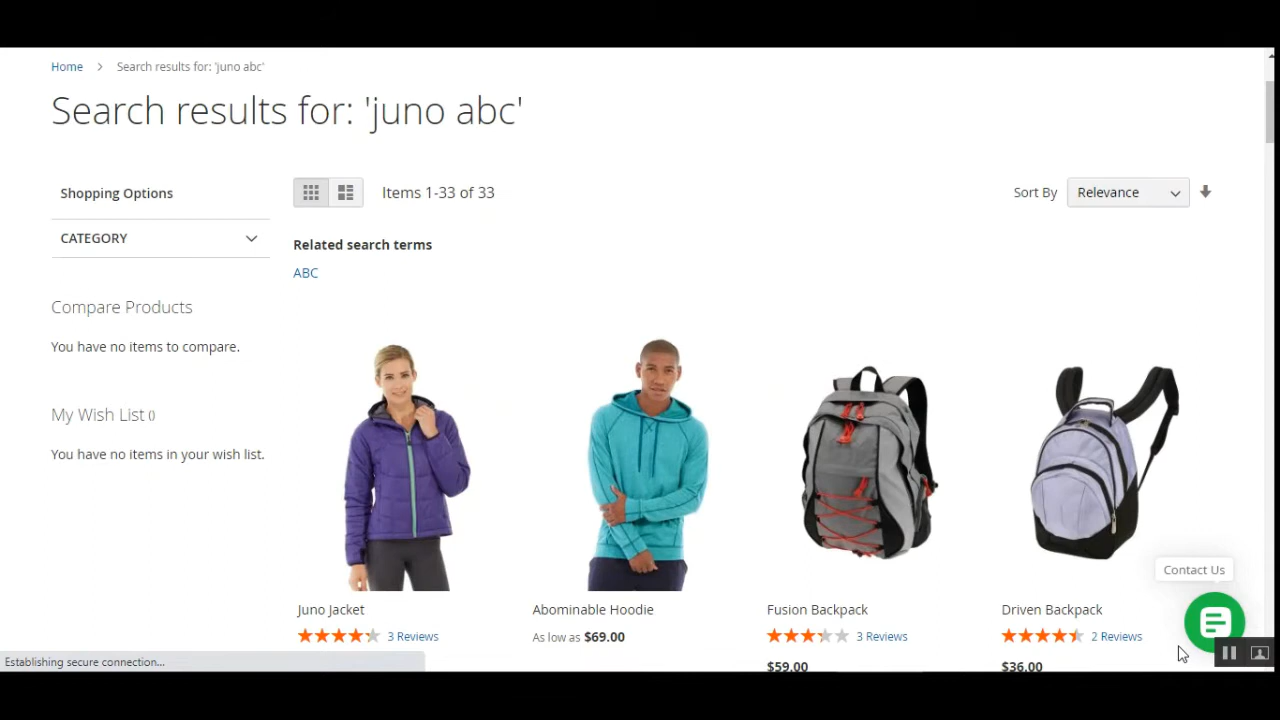 Home > Search results for: 'juno abc'
Search results for: 'juno abc'
Shopping Options
Items 1-33 of 33
Sort By Relevance
CATEGORY
Related search terms
ABC
Compare Products
You have no items to compare.
My Wish List ()
You have no items in your wish list.
Contact Us
Juno Jacket
Abominable Hoodie
Fusion Backpack
Driven Backpack
3 Reviews
As low as $69.00
3 Reviews
2 Reviews
$59.00
$36.00
Establishing secure connection...